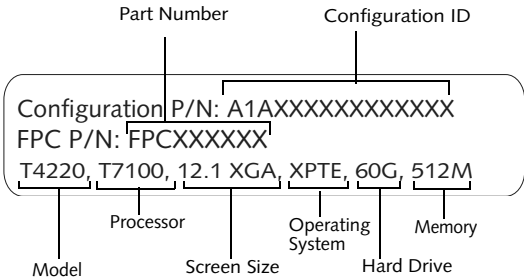 Part Number
Configuration ID
Configuration P/N: A1AXXXXXXXXXXXX
FPC P/N: FPCXXXXXX
T4220, T7100, 12.1 XGA, XPTE, 60G, 512M
Processor
Operating
System
Memory
Model
Screen Size
Hard Drive